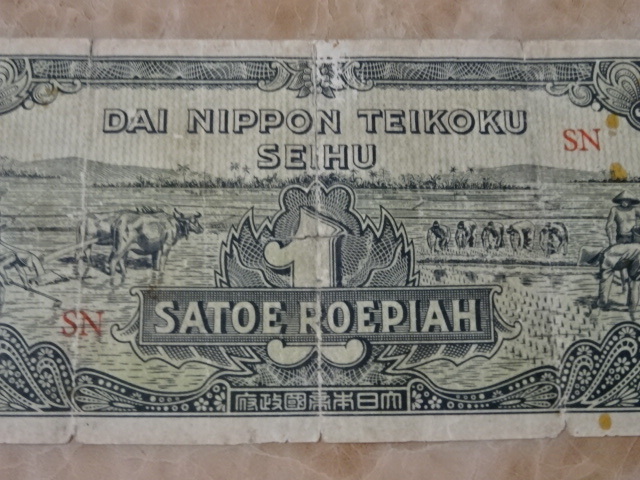 DAI NIPPON TEIKOKU
SN
SEIHU
1
SATOE ROEPIAH
SN
府政國帝本日大